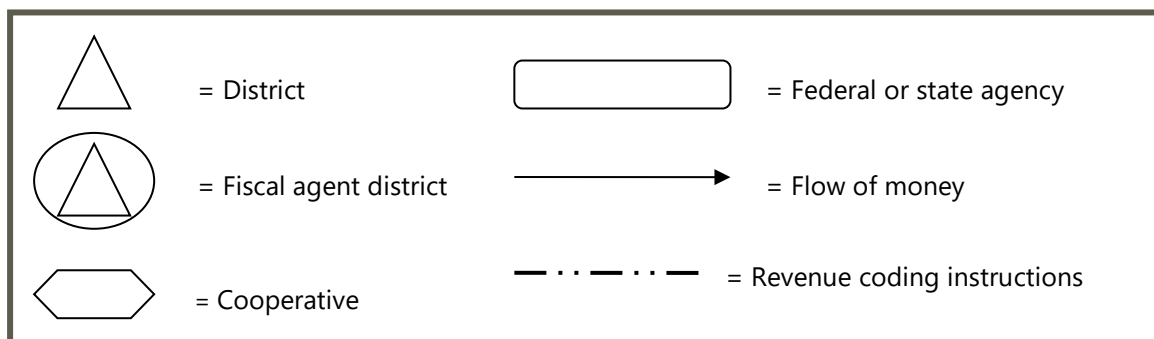 = District
= Federal or state agency
= Fiscal agent district
= Flow of money
= Cooperative
= Revenue coding instructions